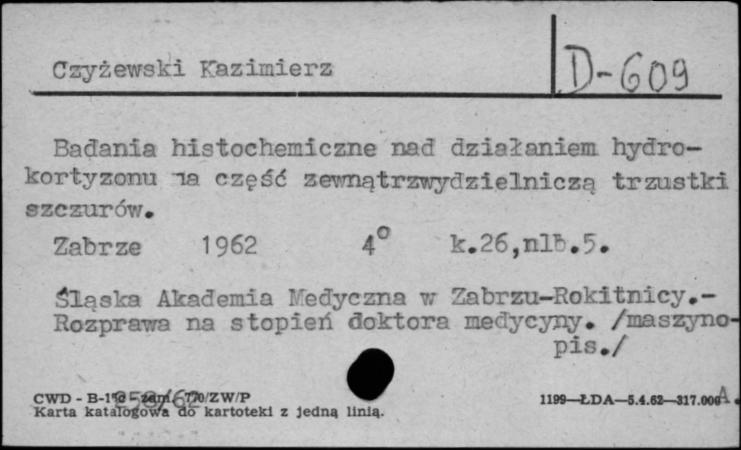 Czyżewski Kazimierz
D-609
Badania histochemiczne nad działaniem hydro-
kortyzonu na część zewnątrzwydzielniczą trzustki
szczurów.
Zabrze 1962 4° k.26,nlb.5.
Śląska Akademia Medyczna w Zabrzu-Rokitnicy.-
Rozprawa na stopień doktora medycyny. /maszyno-
pis./
CWD - zam. 770/ZW/P
1199—ŁDA—5.4.62—317.000 A.
Karta katalogowa do kartoteki z jedną linią.